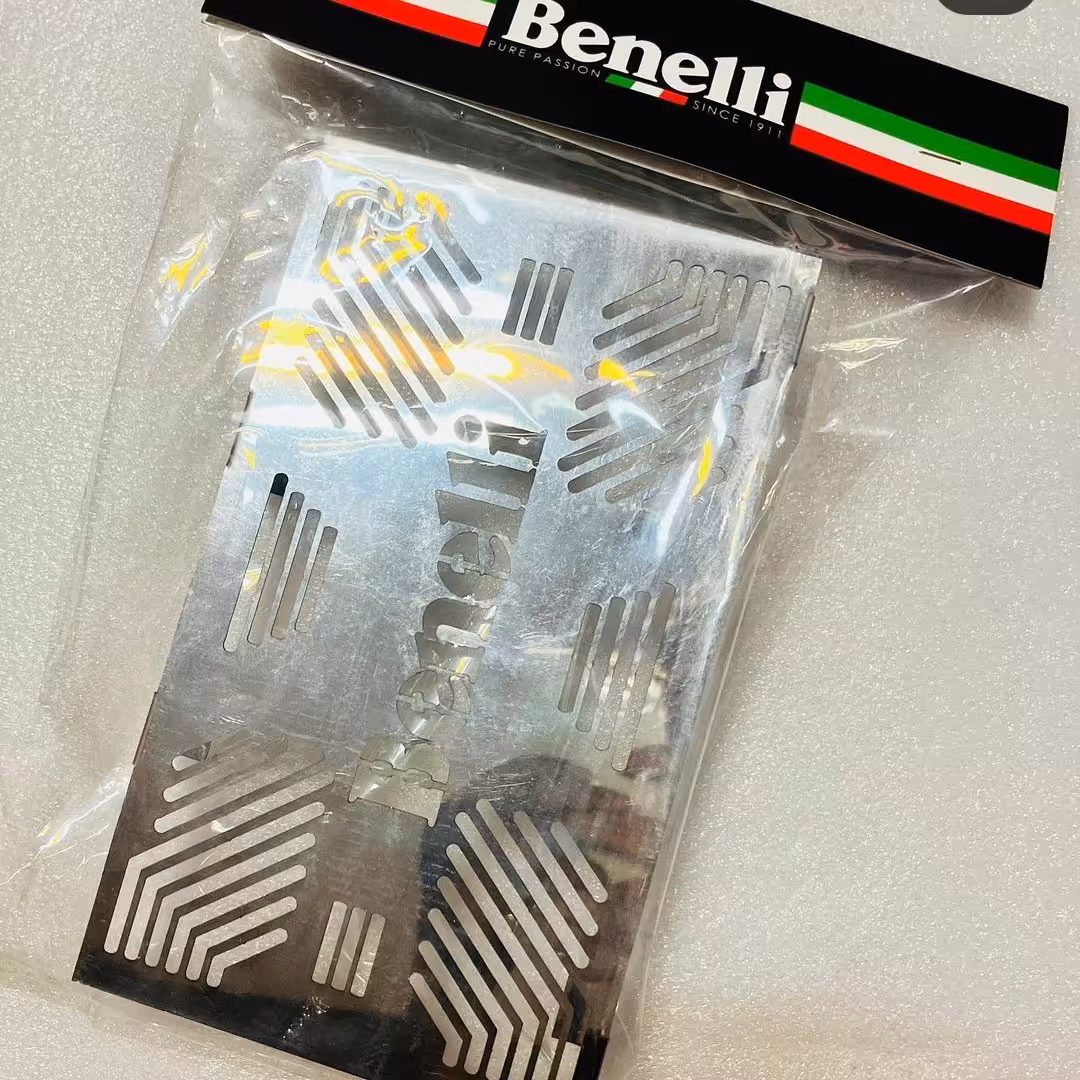 Benelli
PURE PASSION
SINCE 1911
Benelli